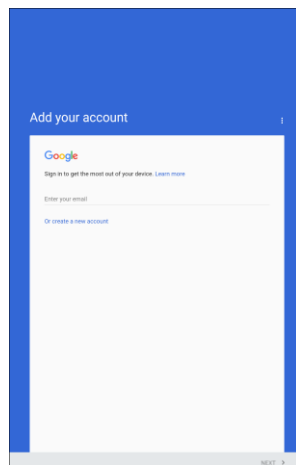 Add your account
Google
Sign in to get the most out of your device. Learn more
Enter your email
Or create a new account
NEXT